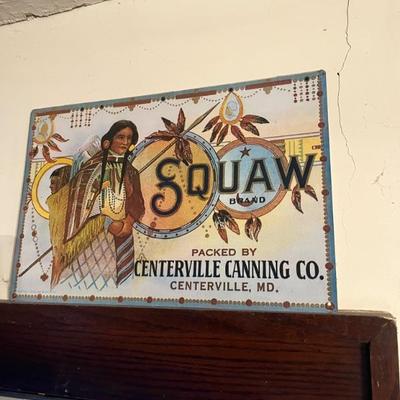 SQUAW
BRAND
PACKED BY
CENTERVILLE CANNING CO.
CENTERVILLE, MD.